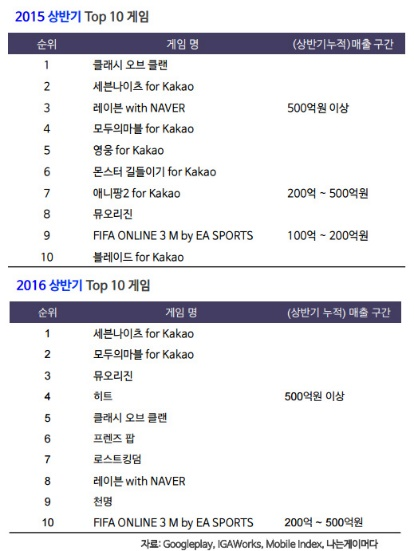 2015 상반기 Top 10 게임
순위 게임 명 (상반기누적)매출 구간
1 클래시 오브 클랜
2 세븐나이츠 for Kakao
3 레이븐 with NAVER 500억원 이상
4 모두의마블 for Kakao
5 영웅 for Kakao
6 몬스터 길들이기 for Kakao
7 애니팡2 for Kakao 200억 ~ 500억원
8 뮤오리진
9 FIFA ONLINE 3 M by EA SPORTS 100억 ~ 200억원
10 블레이드 for Kakao
2016 상반기 Top 10 게임
순위 게임 명 (상반기 누적) 매출 구간
1 세븐나이츠 for Kakao
2 모두의마블 for Kakao
3 뮤오리진
4 히트 500억원 이상
5 클래시 오브 클랜
6 프렌즈 팝
7 로스트킹덤
8 레이븐 with NAVER
9 천명
10 FIFA ONLINE 3 M by EA SPORTS 200억 ~ 500억원
자료: Googleplay, IGAWorks, Mobile Index, 나는게이머다